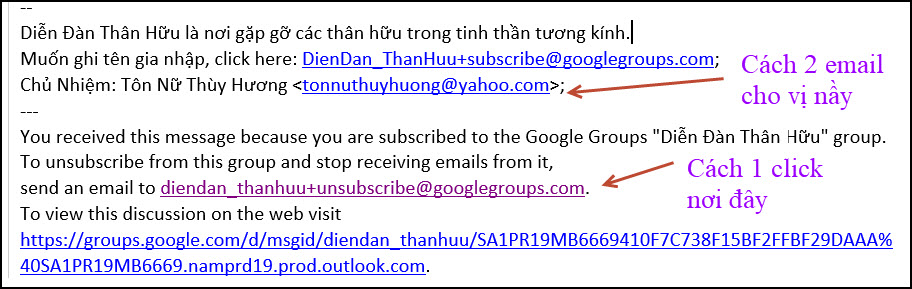 --
Diễn Đàn Thân Hữu là nơi gặp gỡ các thân hữu trong tinh thần tương kính.
Muốn ghi tên gia nhập, click here: DienDan_ThanHuu+subscribe@googlegroups.com;
Chủ Nhiệm: Tôn Nữ Thùy Hương <tonnuthuyhuong@yahoo.com>;
Cách 2 email
cho vị nầy
---
You received this message because you are subscribed to the Google Groups "Diễn Đàn Thân Hữu" group.
To unsubscribe from this group and stop receiving emails from it,
send an email to diendan_thanhuu+unsubscribe@googlegroups.com.
Cách 1 click
nơi đây
To view this discussion on the web visit
https://groups.google.com/d/msgid/diendan_thanhuu/SA1PR19MB6669410F7C738F15BF2FFBF29DAAA%
40SA1PR19MB6669.namprd19.prod.outlook.com.